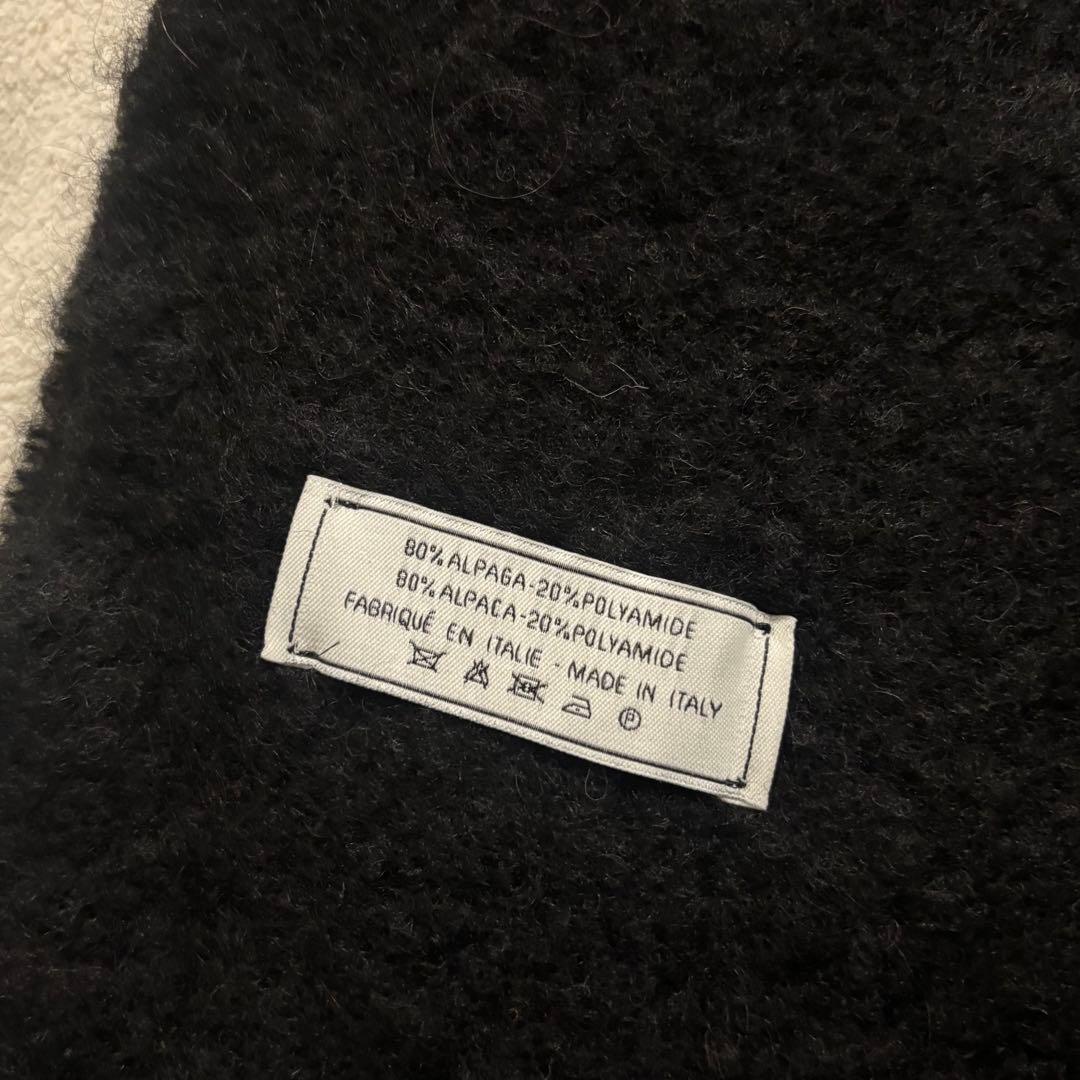 80% ALPAGA-20% POLYAMIDE
80% ALPACA-20% POLYAMIDE
FABRIQUÉ EN ITALIE - MADE IN ITALY
P